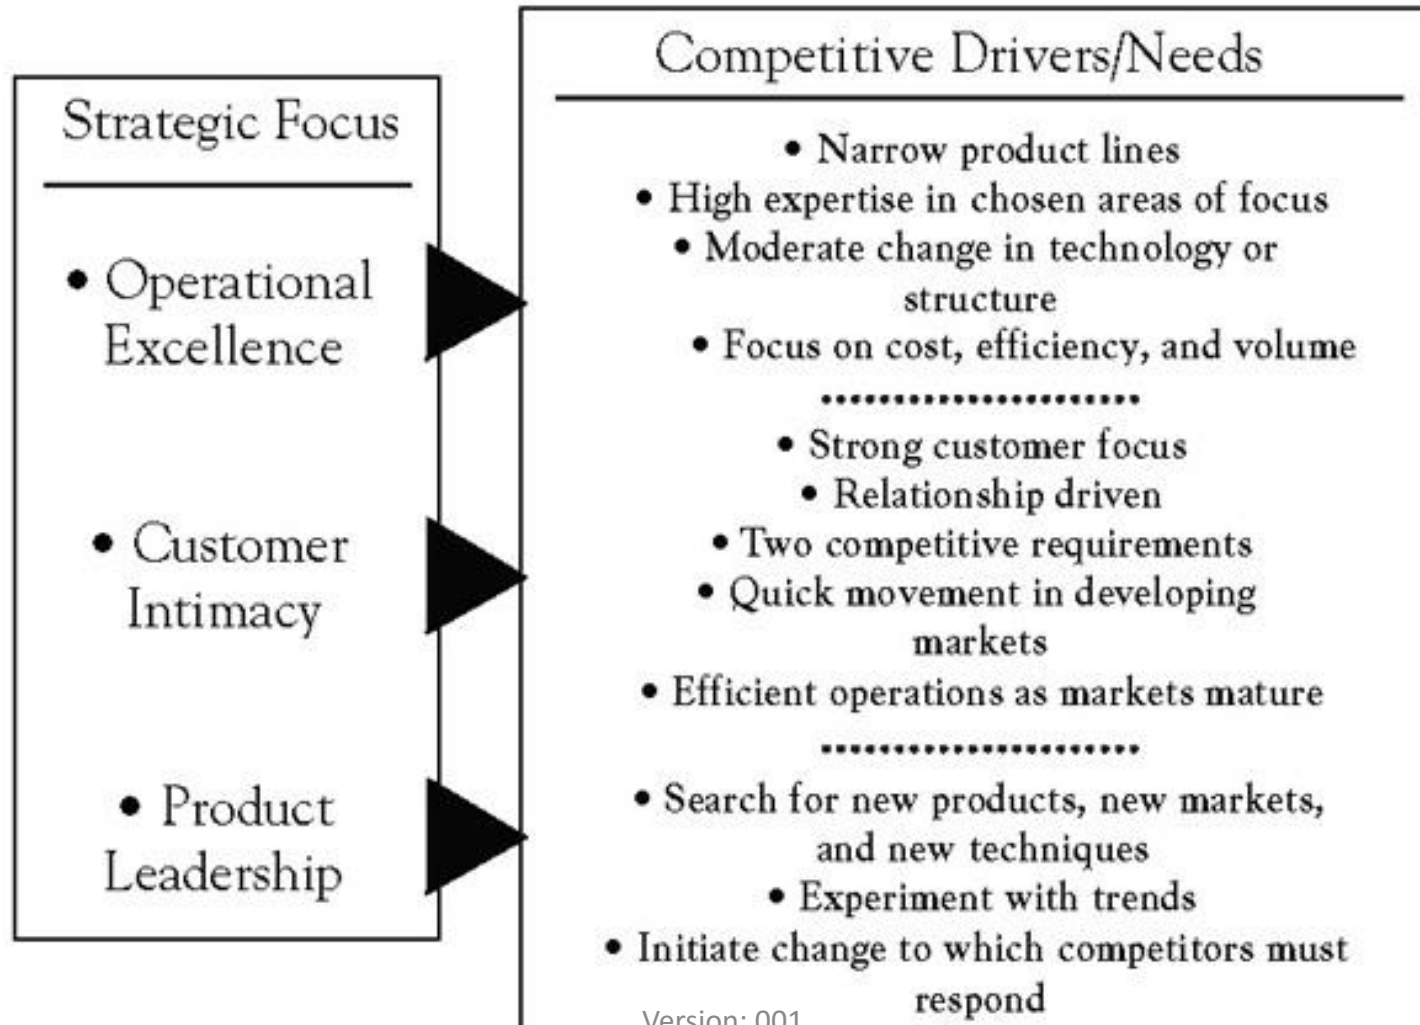 Strategic Focus
• Operational
Excellence
• Customer
Intimacy
• Product
Leadership
Competitive Drivers/Needs
• Narrow product lines
• High expertise in chosen areas of focus
• Moderate change in technology or
structure
• Focus on cost, efficiency, and volume
• Strong customer focus
• Relationship driven
• Two competitive requirements
• Quick movement in developing
markets
• Efficient operations as markets mature
• Search for new products, new markets,
and new techniques
• Experiment with trends
• Initiate change to which competitors must
respond
Version: 001